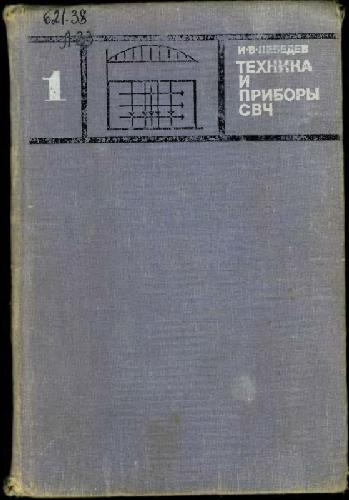 621-38
Л-33
1
И·В·ЛЕБЕДЕВ
ТЕХНИКА
И
ПРИБОРЫ
СВЧ